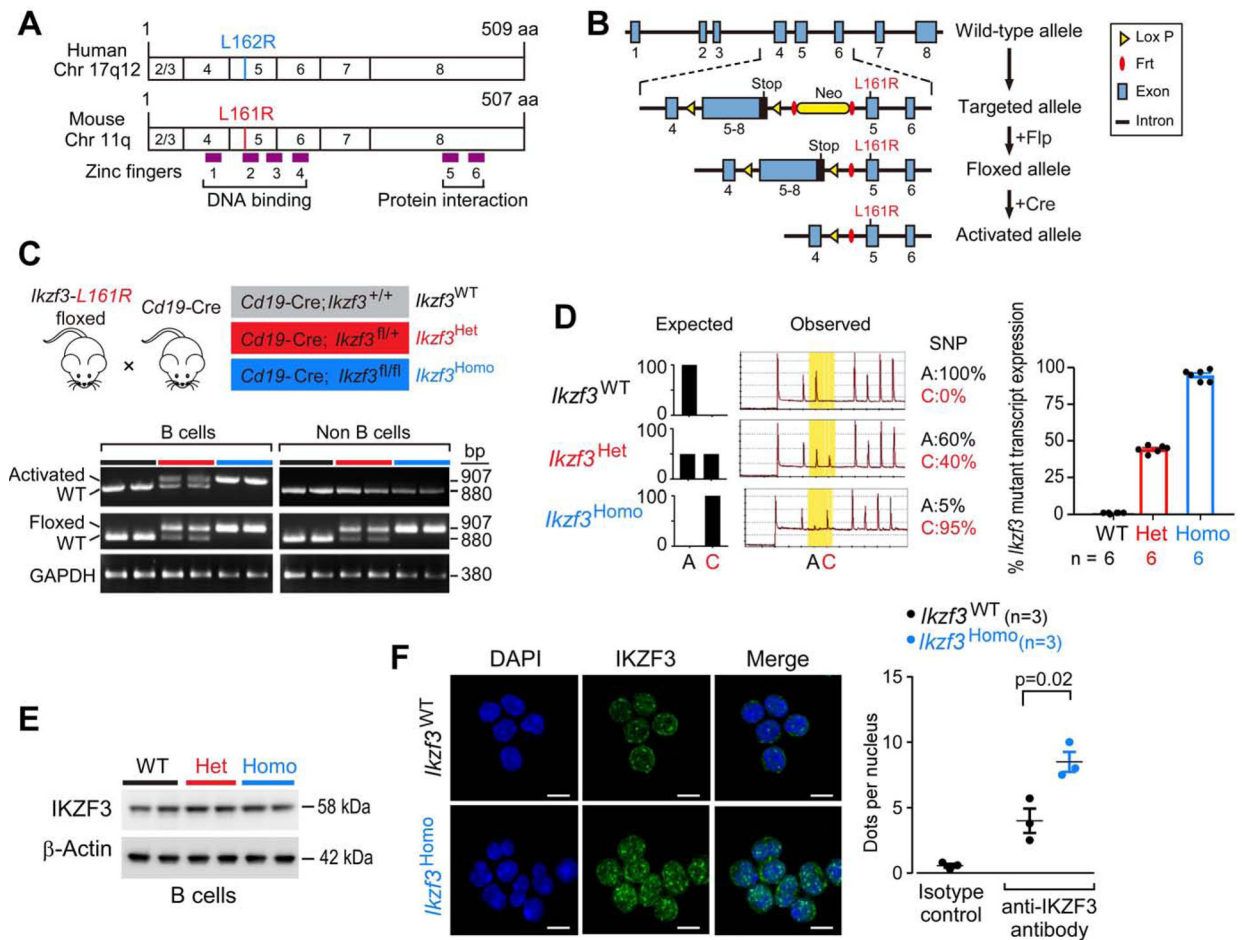 A
1
509 aa
Human
Chr 17q12
L162R
2/3 4 5 6 7 8
1
507 aa
Mouse
Chr 11q
L161R
2/3 4 5 6 7 8
Zinc fingers
1 2 3 4 5 6
DNA binding
Protein interaction
B
1 2 3 4 5 6 7 8
Wild-type allele
Stop
Neo
L161R
4 5-8 5 6
Targeted allele
+Flp
Stop
L161R
4 5-8 5 6
Floxed allele
+Cre
L161R
4 5 6
Activated allele
Lox P
Frt
Exon
Intron
C
Ikzf3-L161R
floxed
Cd19-Cre
×
Cd19-Cre;Ikzf3+/+ Ikzf3WT
Cd19-Cre; Ikzf3fl/+ Ikzf3Het
Cd19- Cre; Ikzf3fl/fl Ikzf3Homo
B cells Non B cells bp
Activated 907
WT 880
Floxed 907
WT 880
GAPDH 380
D
Expected Observed SNP
100
Ikzf3WT
0
A:100%
C:0%
100
Ikzf3Het
0
A:60%
C:40%
100
Ikzf3Homo
0
A:5%
C:95%
A C A C
% Ikzf3 mutant transcript expression
100
50
0
WT Het Homo
n = 6 6 6
E
WT Het Homo
IKZF3 58 kDa
β-Actin 42 kDa
B cells
F
DAPI IKZF3 Merge
Ikzf3WT
Ikzf3Homo
Ikzf3WT (n=3)
Ikzf3Homo (n=3)
Dots per nucleus
15
10
5
0
p=0.02
Isotype
control
anti-IKZF3
antibody